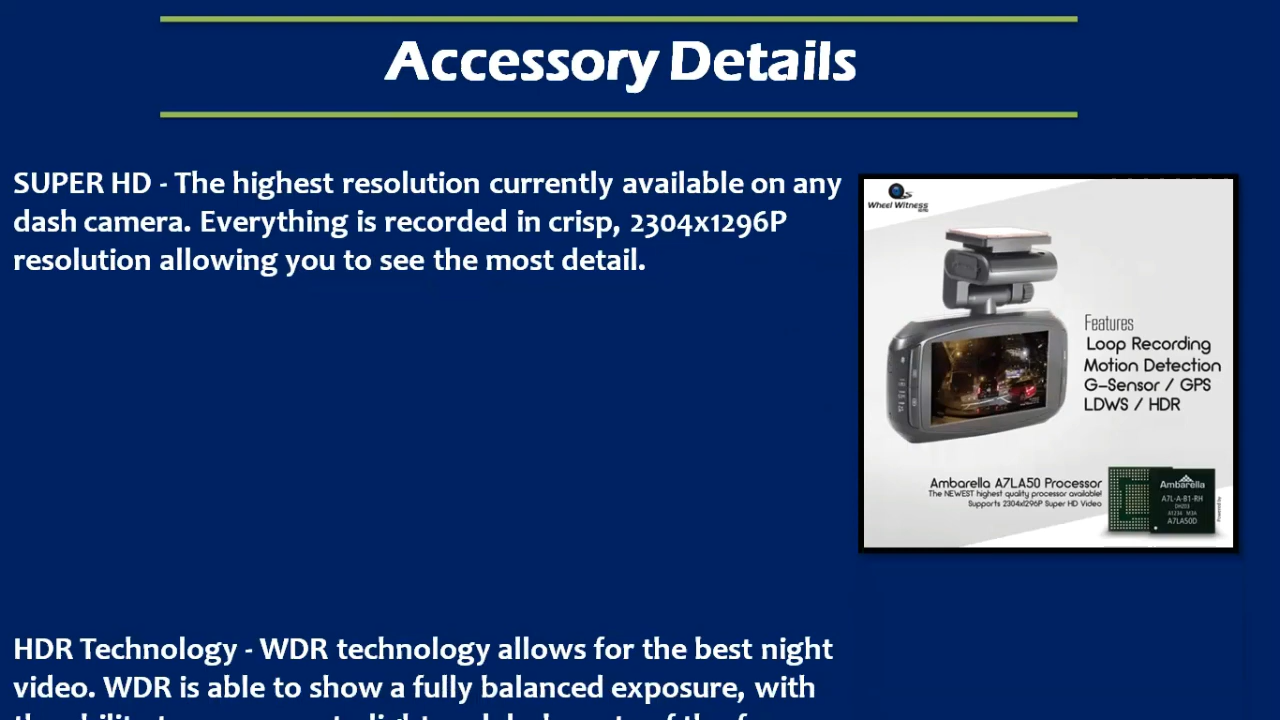 Accessory Details
SUPER HD - The highest resolution currently available on any
dash camera. Everything is recorded in crisp, 2304x1296P
resolution allowing you to see the most detail.
Wheel Witness
Features
Loop Recording
Motion Detection
G-Sensor / GPS
LDWS / HDR
Ambarella A7LA50 Processor
The NEWEST highest quality processor available!
Supports 2304x1296P Super HD Video
Ambarella
A7L-A-B1-RH
A7LA50D
HDR Technology - WDR technology allows for the best night
video. WDR is able to show a fully balanced exposure, with